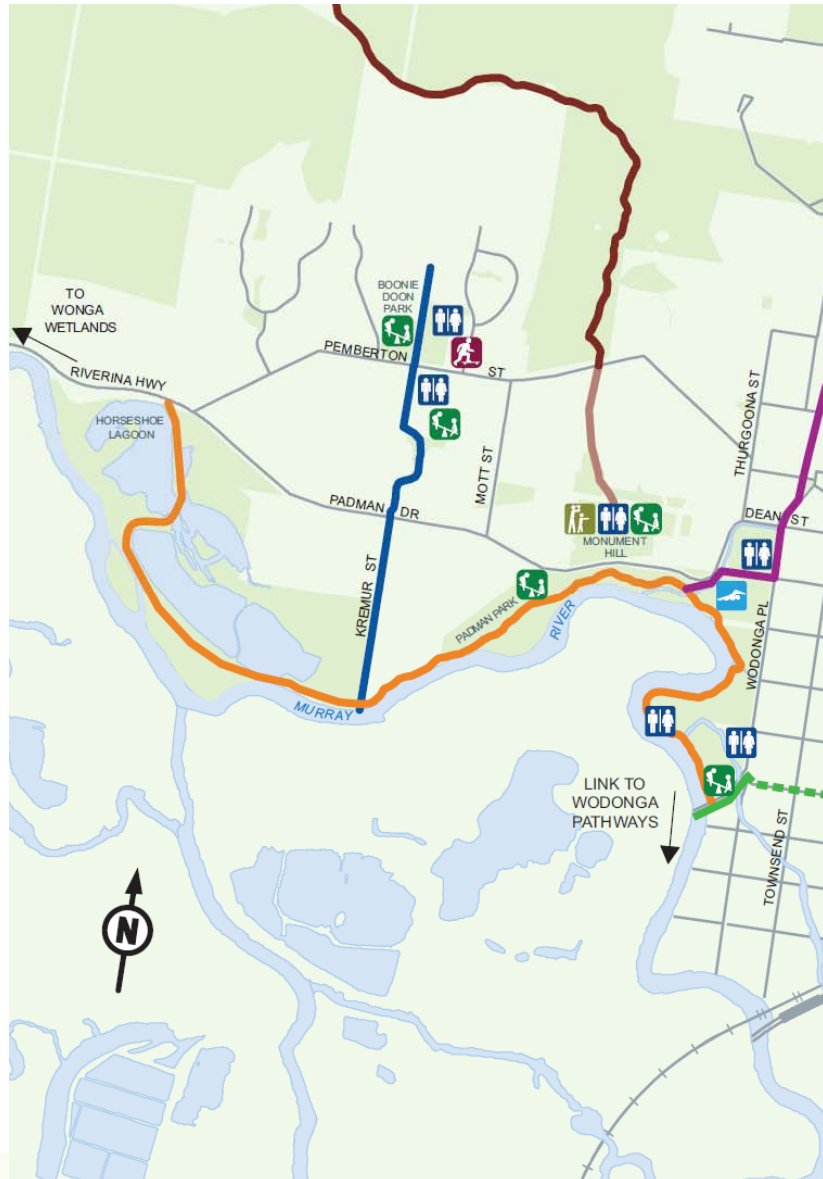 BOONIE
DOON
PARK
TO
WONGA
WETLANDS
PEMBERTON ST
RIVERINA HWY
HORSESHOE
LAGOON
THURGOONA ST
MOTT ST
PADMAN DR
DEAN ST
MONUMENT
HILL
KREMUR ST
PADMAN PARK
RIVER
WODONGA PL
MURRAY
LINK TO
WODONGA
PATHWAYS
TOWNSEND ST
N